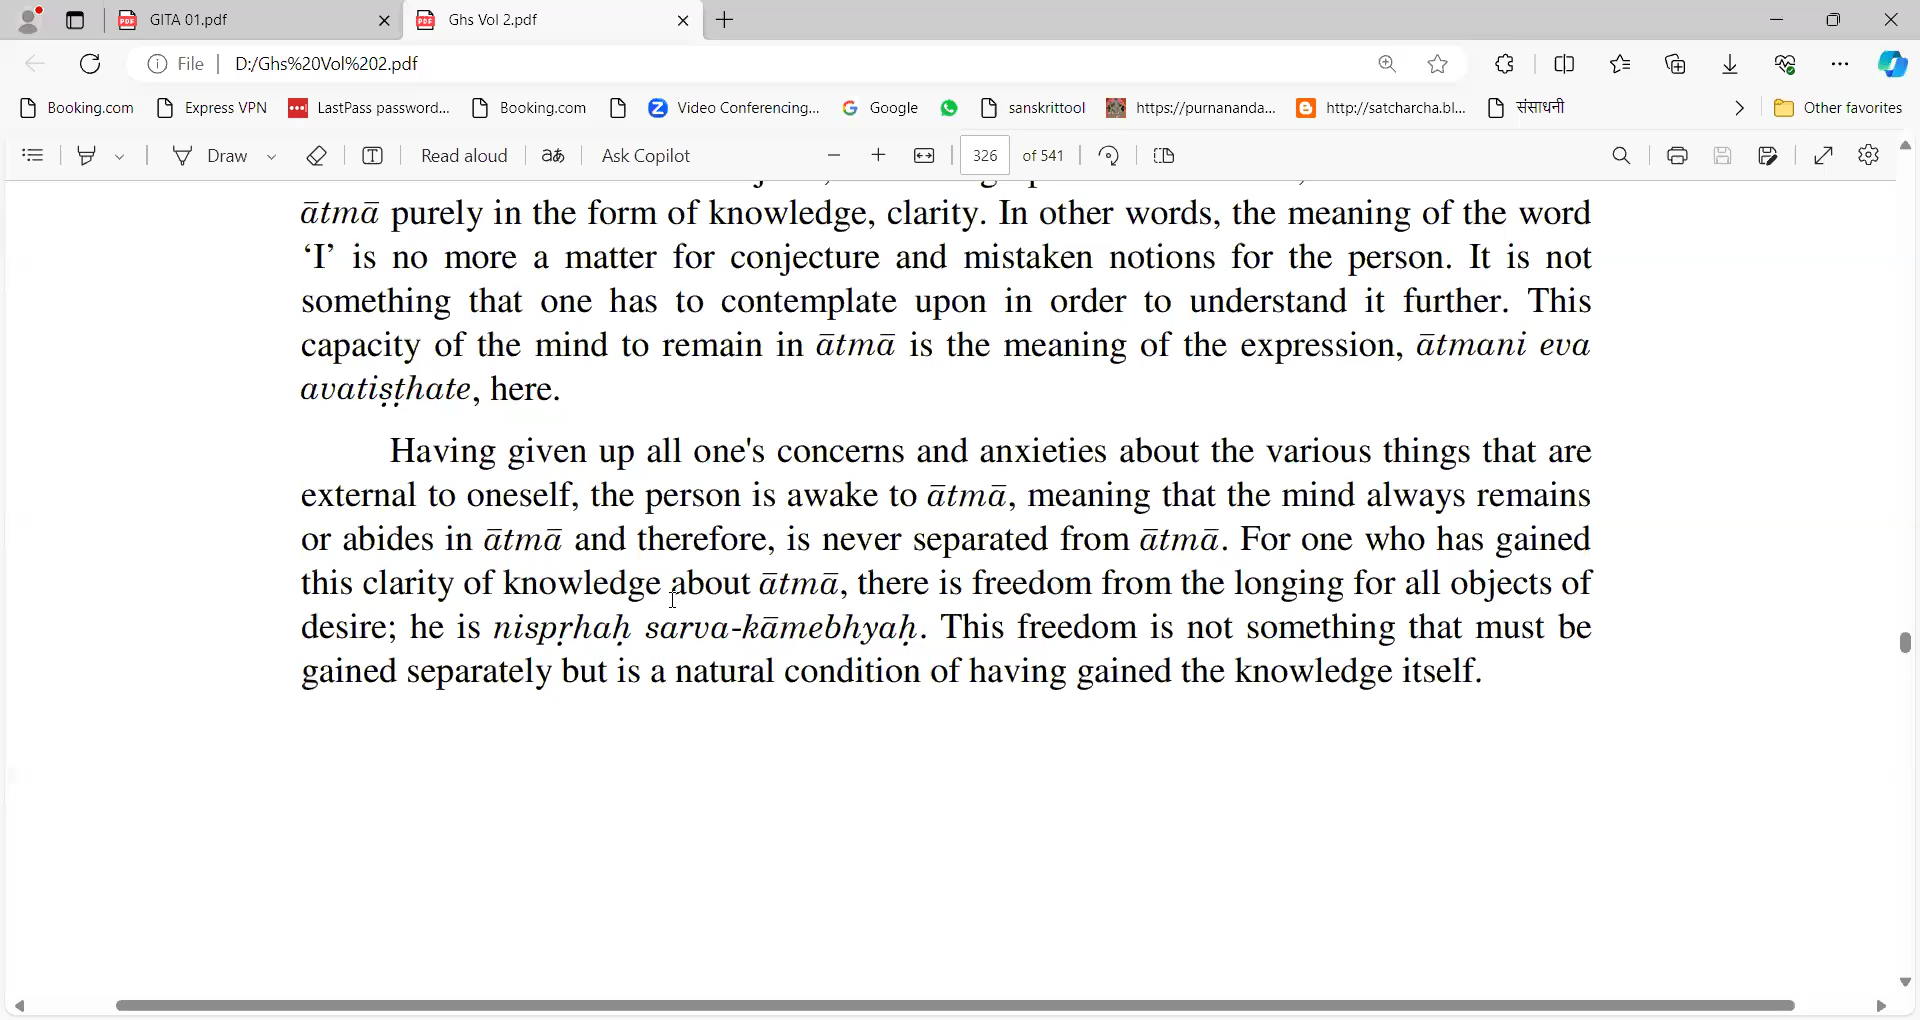 GITA 01.pdf
Ghs Vol 2.pdf
File | D:/Ghs%20Vol%202.pdf
Booking.com Express VPN LastPass password... Booking.com Video Conferencing... Google sanskrittool https://purnananda... http://satcharcha.bl... संसाधनी Other favorites
Draw Read aloud aあ Ask Copilot 326 of 541
ātmā purely in the form of knowledge, clarity. In other words, the meaning of the word
‘I’ is no more a matter for conjecture and mistaken notions for the person. It is not
something that one has to contemplate upon in order to understand it further. This
capacity of the mind to remain in ātmā is the meaning of the expression, ātmani eva
avatiṣṭhate, here.
Having given up all one's concerns and anxieties about the various things that are
external to oneself, the person is awake to ātmā, meaning that the mind always remains
or abides in ātmā and therefore, is never separated from ātmā. For one who has gained
this clarity of knowledge about ātmā, there is freedom from the longing for all objects of
desire; he is nispṛhaḥ sarva-kāmebhyaḥ. This freedom is not something that must be
gained separately but is a natural condition of having gained the knowledge itself.